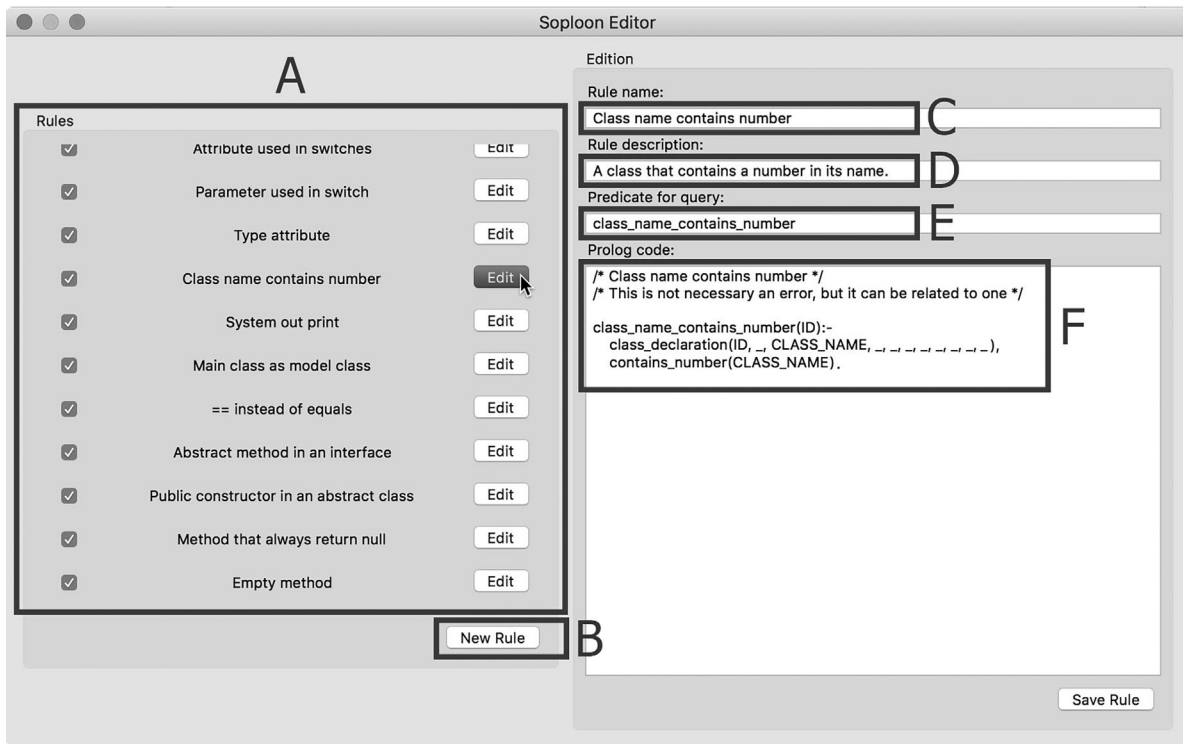 Soploon Editor
A
Rules
Attribute used in switches Edit
Parameter used in switch Edit
Type attribute Edit
Class name contains number Edit
System out print Edit
Main class as model class Edit
== instead of equals Edit
Abstract method in an interface Edit
Public constructor in an abstract class Edit
Method that always return null Edit
Empty method Edit
New Rule B
Edition
Rule name:
Class name contains number C
Rule description:
A class that contains a number in its name. D
Predicate for query:
class_name_contains_number E
Prolog code:
/* Class name contains number */
/* This is not necessary an error, but it can be related to one */
class_name_contains_number(ID):-
class_declaration(ID, _, CLASS_NAME, _, _, _, _, _, _, _, _),
contains_number(CLASS_NAME).
F
Save Rule